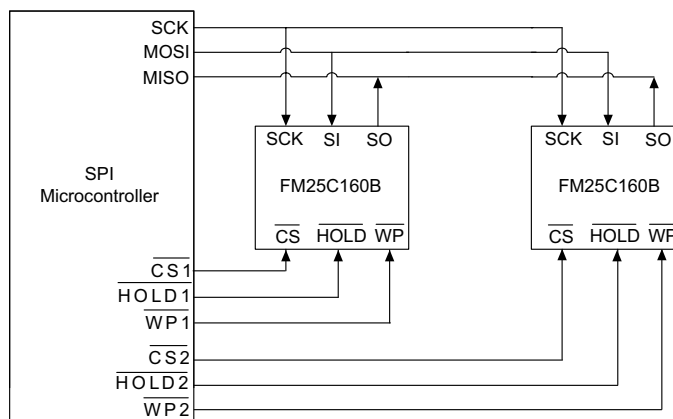 SCK
MOSI
MISO
SPI
Microcontroller
SCK SI SO
FM25C160B
CS HOLD WP
SCK SI SO
FM25C160B
CS HOLD WP
CS1
HOLD1
WP1
CS2
HOLD2
WP2